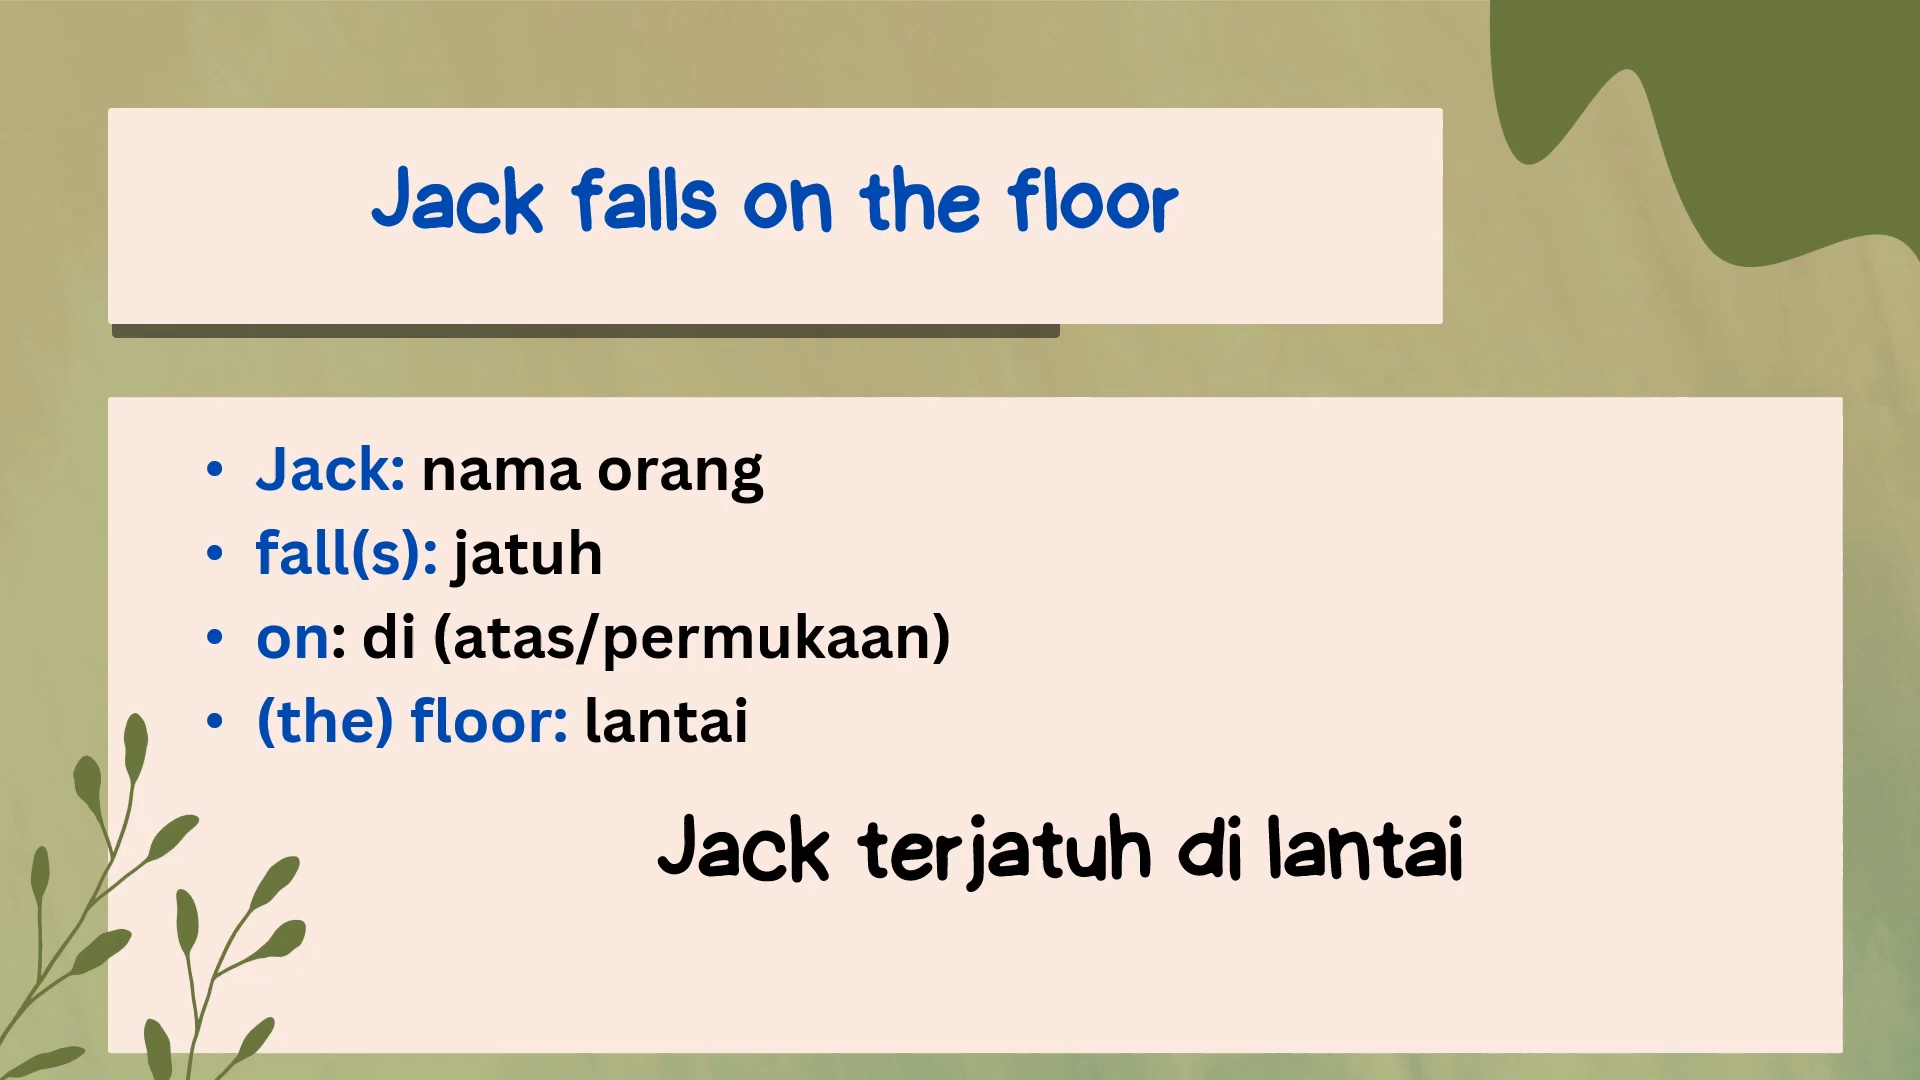 Jack falls on the floor
• Jack: nama orang
• fall(s): jatuh
• on: di (atas/permukaan)
• (the) floor: lantai
Jack terjatuh di lantai